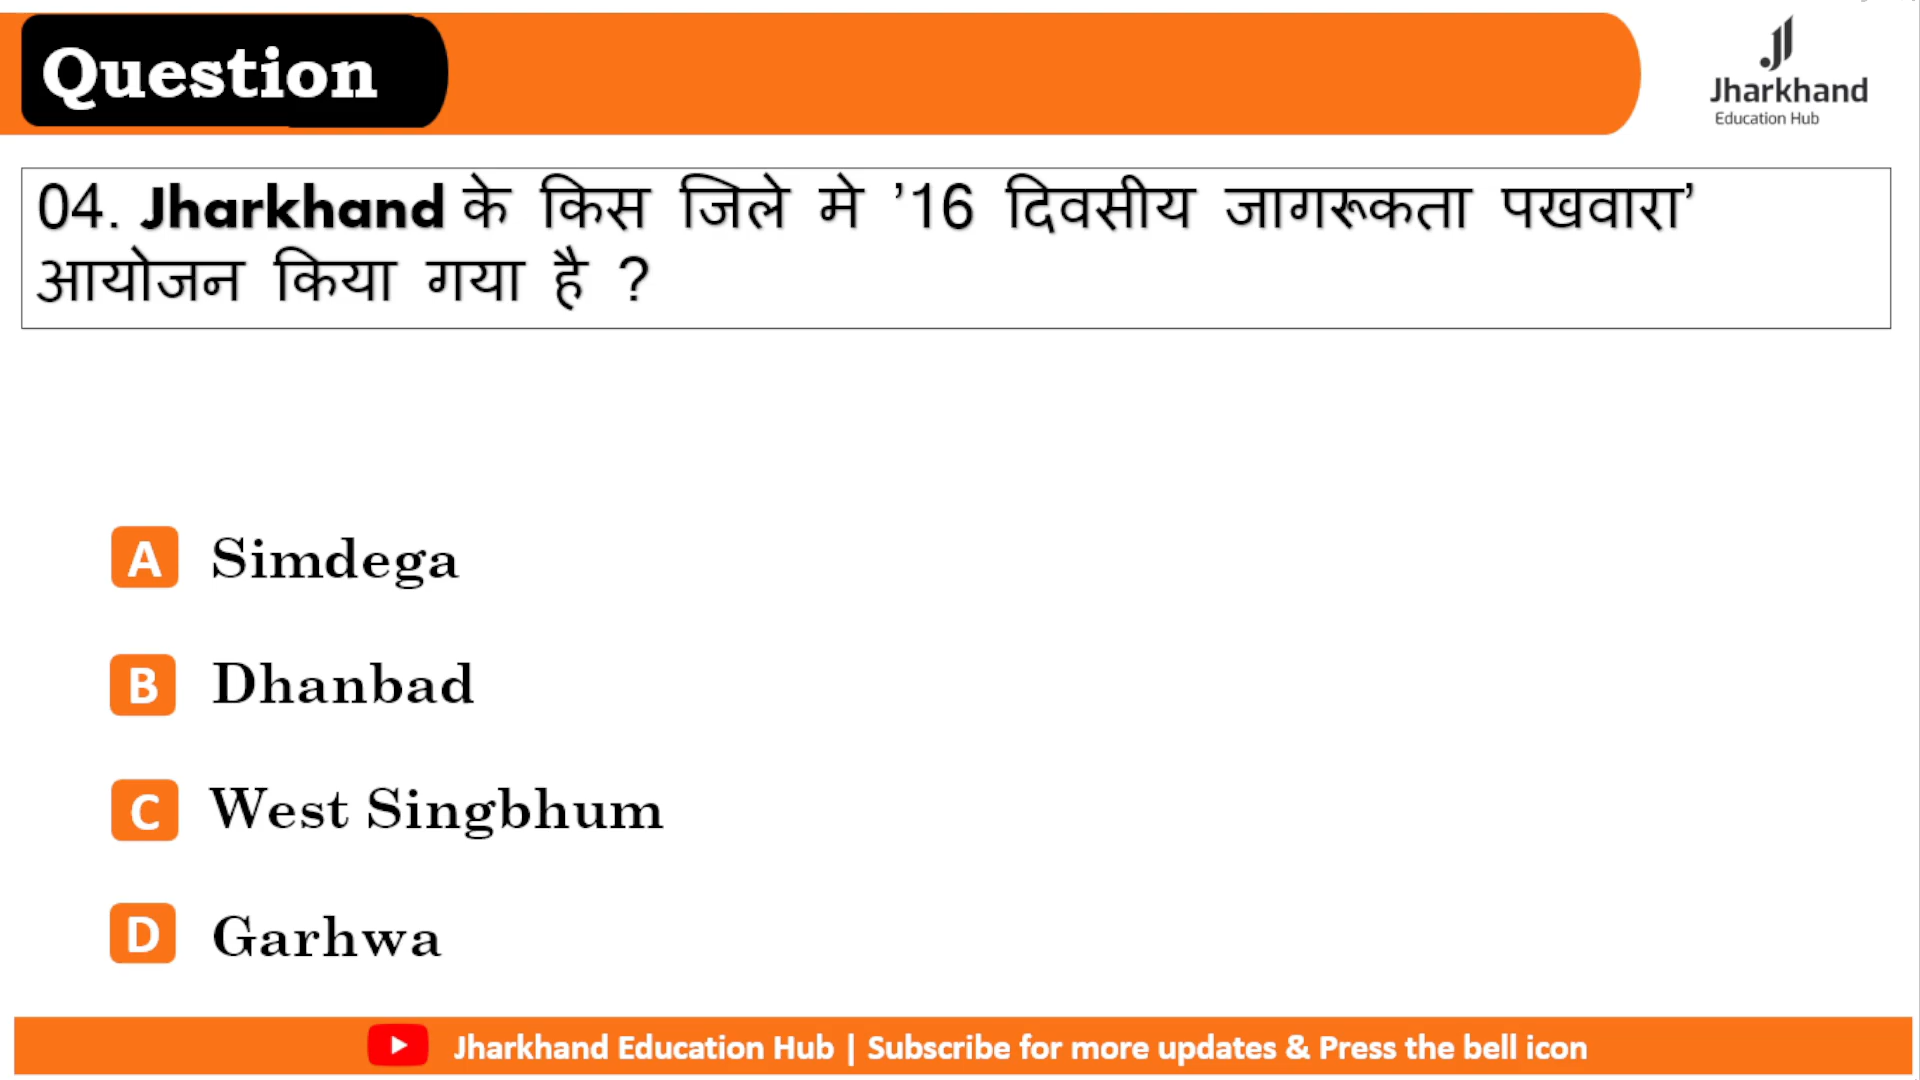 Question
Jharkhand
Education Hub
04. Jharkhand के किस जिले मे ’16 दिवसीय जागरूकता पखवारा’
आयोजन किया गया है ?
A Simdega
B Dhanbad
C West Singbhum
D Garhwa
Jharkhand Education Hub | Subscribe for more updates & Press the bell icon